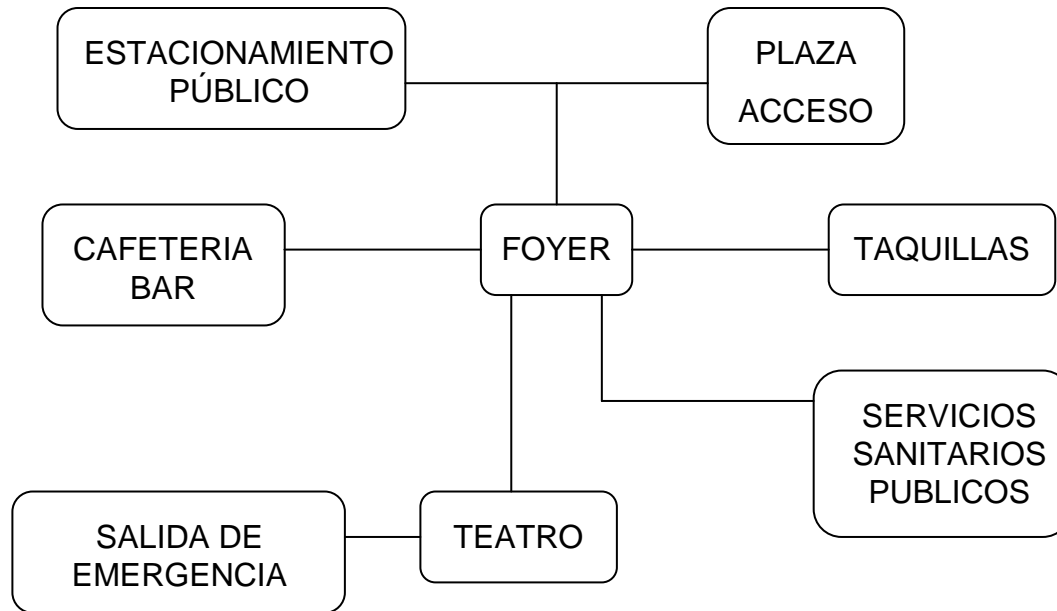 ESTACIONAMIENTO
PÚBLICO
PLAZA
ACCESO
CAFETERIA
BAR
FOYER
TAQUILLAS
SERVICIOS
SANITARIOS
PUBLICOS
SALIDA DE
EMERGENCIA
TEATRO